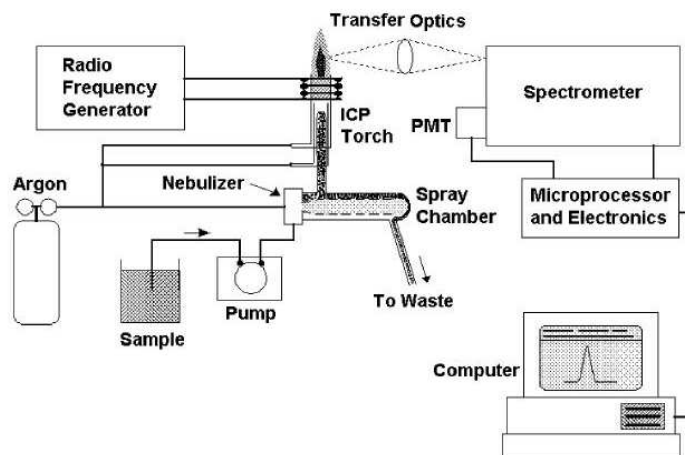 Transfer Optics
Radio
Frequency
Generator
ICP
Torch
Spectrometer
PMT
Argon
Nebulizer
Spray
Chamber
Microprocessor
and Electronics
To Waste
Pump
Sample
Computer